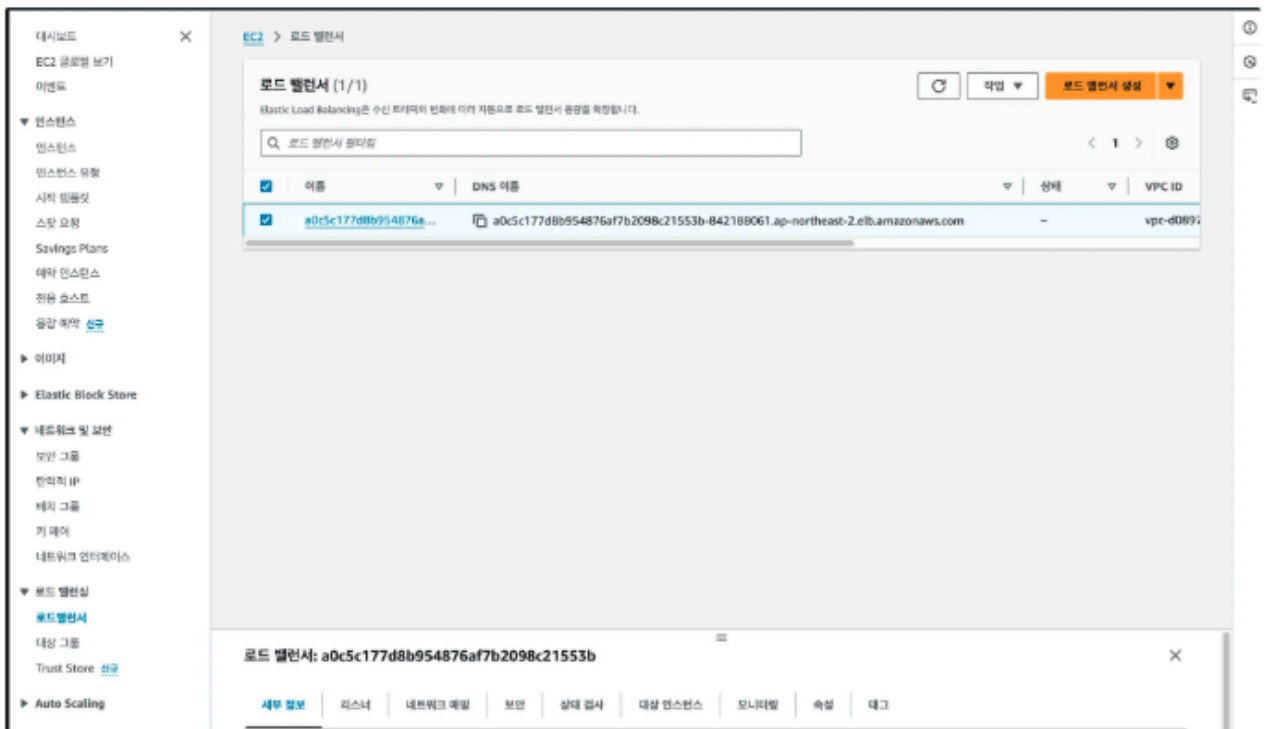 대시보드
EC2 글로벌 보기
이벤트
인스턴스
인스턴스
인스턴스 유형
시작 템플릿
스팟 요청
Savings Plans
예약 인스턴스
전용 호스트
용량 예약 신규
이미지
Elastic Block Store
네트워크 및 보안
보안 그룹
탄력적 IP
배치 그룹
키 페어
네트워크 인터페이스
로드 밸런싱
로드밸런서
대상 그룹
Trust Store 신규
Auto Scaling
EC2 > 로드 밸런서
로드 밸런서 (1/1)
작업
로드 밸런서 생성
Elastic Load Balancing은 수신 트래픽의 변화에 따라 자동으로 로드 밸런서 용량을 확장합니다.
로드 밸런서 필터링
< 1 >
이름 DNS 이름 상태 VPC ID
a0c5c177d8b954876a... a0c5c177d8b954876af7b2098c21553b-842188061.ap-northeast-2.elb.amazonaws.com – vpc-d0892
로드 밸런서: a0c5c177d8b954876af7b2098c21553b
세부 정보 리스너 네트워크 매핑 보안 상태 검사 대상 인스턴스 모니터링 속성 태그